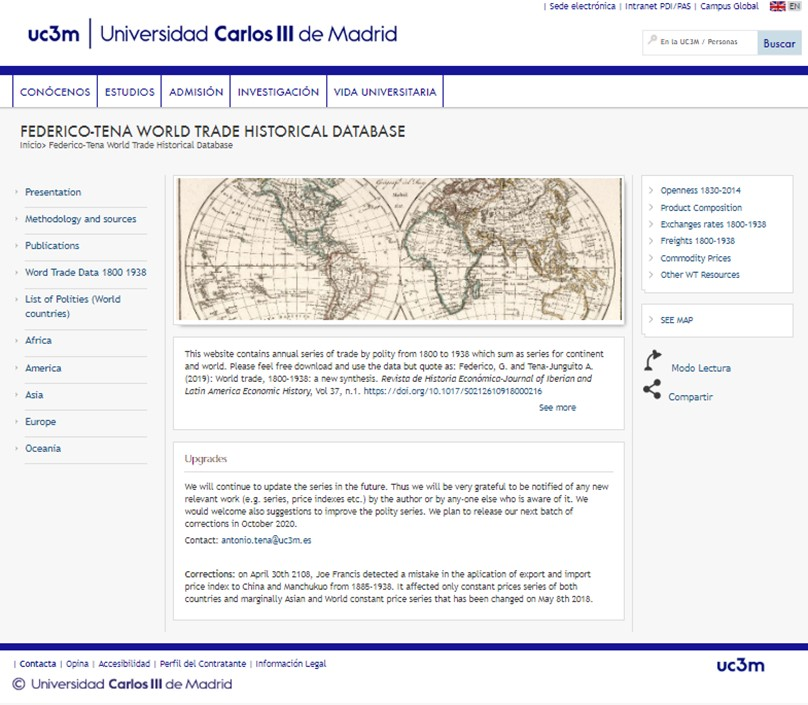 | Sede electrónica | Intranet PDI/PAS | Campus Global EN
uc3m | Universidad Carlos III de Madrid
En la UC3M / Personas
Buscar
CONÓCENOS
ESTUDIOS
ADMISIÓN
INVESTIGACIÓN
VIDA UNIVERSITARIA
FEDERICO-TENA WORLD TRADE HISTORICAL DATABASE
Inicio> Federico-Tena World Trade Historical Database
Presentation
Methodology and sources
Publications
Word Trade Data 1800 1938
List of Polities (World
countries)
Africa
America
Asía
Europe
Oceanía
This website contains annual series of trade by polity from 1800 to 1938 which sum as series for continent
and world. Please feel free download and use the data but quote as: Federico, G. and Tena-Junguito A.
(2019): World trade, 1800-1938: a new synthesis. Revista de Historia Económica-Journal of Iberian and
Latin America Economic History, Vol 37, n.1. https://doi.org/10.1017/S0212610918000216
See more
Upgrades
We will continue to update the series in the future. Thus we will be very grateful to be notified of any new
relevant work (e.g. series, price indexes etc.) by the author or by any-one else who is aware of it. We
would welcome also suggestions to improve the polity series. We plan to release our next batch of
corrections in October 2020.
Contact: antonio.tena@uc3m.es
Corrections: on April 30th 2108, Joe Francis detected a mistake in the aplication of export and import
price index to China and Manchukuo from 1885-1938. It affected only constant prices series of both
countries and marginally Asian and World constant price series that has been changed on May 8th 2018.
Openness 1830-2014
Product Composition
Exchanges rates 1800-1938
Freights 1800-1938
Commodity Prices
Other WT Resources
SEE MAP
Modo Lectura
Compartir
| Contacta | Opina | Accesibilidad | Perfil del Contratante | Información Legal
uc3m
© Universidad Carlos III de Madrid